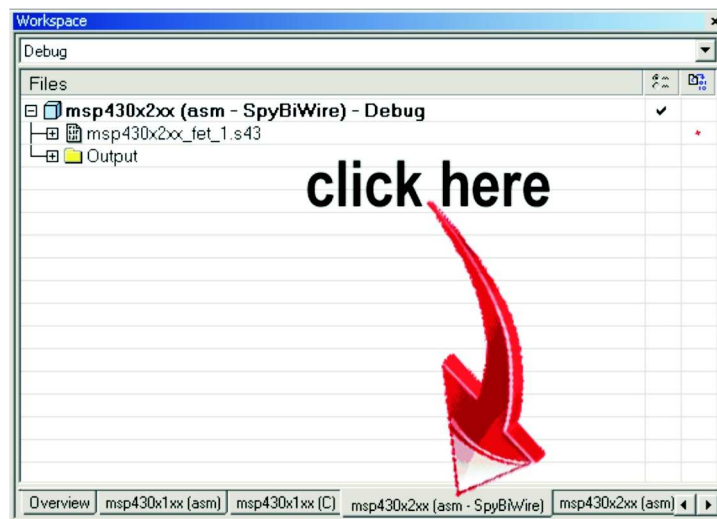 Workspace
Debug
Files
msp430x2xx (asm - SpyBiWire) - Debug
msp430x2xx_fet_1.s43
Output
click here
Overview msp430x1xx (asm) msp430x1xx (C) msp430x2xx (asm - SpyBiWire) msp430x2xx (asm)